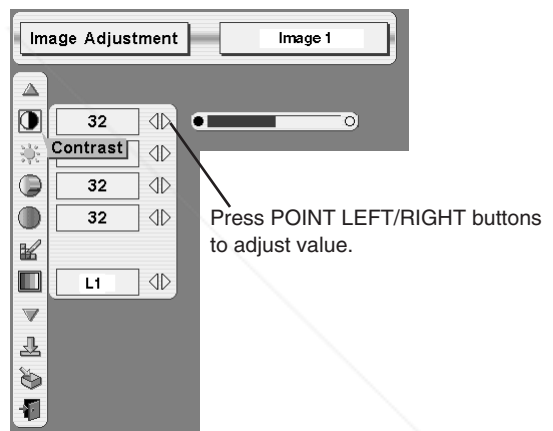 Image Adjustment
Image 1
32
Contrast
32
32
Press POINT LEFT/RIGHT buttons
to adjust value.
L1